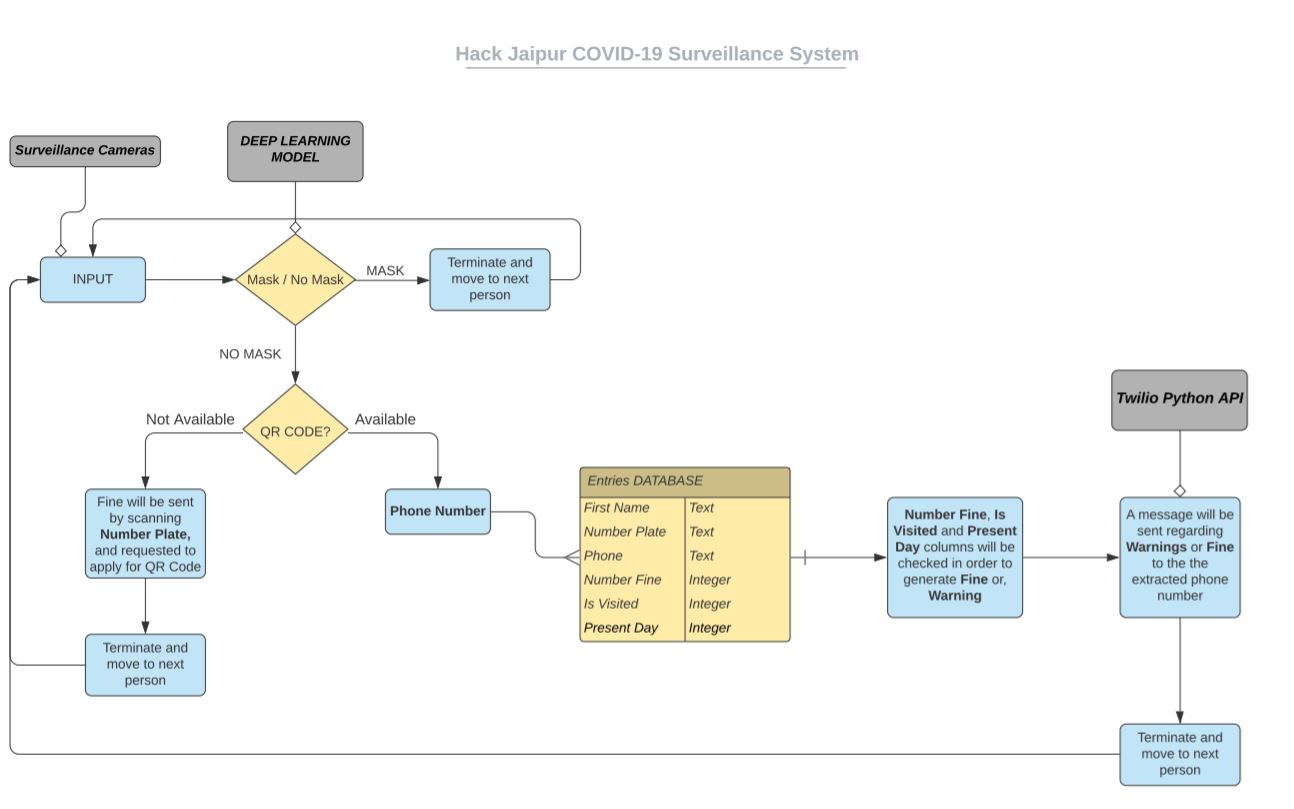 Hack Jaipur COVID-19 Surveillance System
Surveillance Cameras
DEEP LEARNING
MODEL
INPUT
Mask / No Mask
MASK
Terminate and
move to next
person
NO MASK
QR CODE?
Not Available
Available
Fine will be sent
by scanning
Number Plate,
and requested to
apply for QR Code
Terminate and
move to next
person
Phone Number
Entries DATABASE
First Name Text
Number Plate Text
Phone Text
Number Fine Integer
Is Visited Integer
Present Day Integer
Number Fine, Is
Visited and Present
Day columns will be
checked in order to
generate Fine or,
Warning
Twilio Python API
A message will be
sent regarding
Warnings or Fine
to the the
extracted phone
number
Terminate and
move to next
person